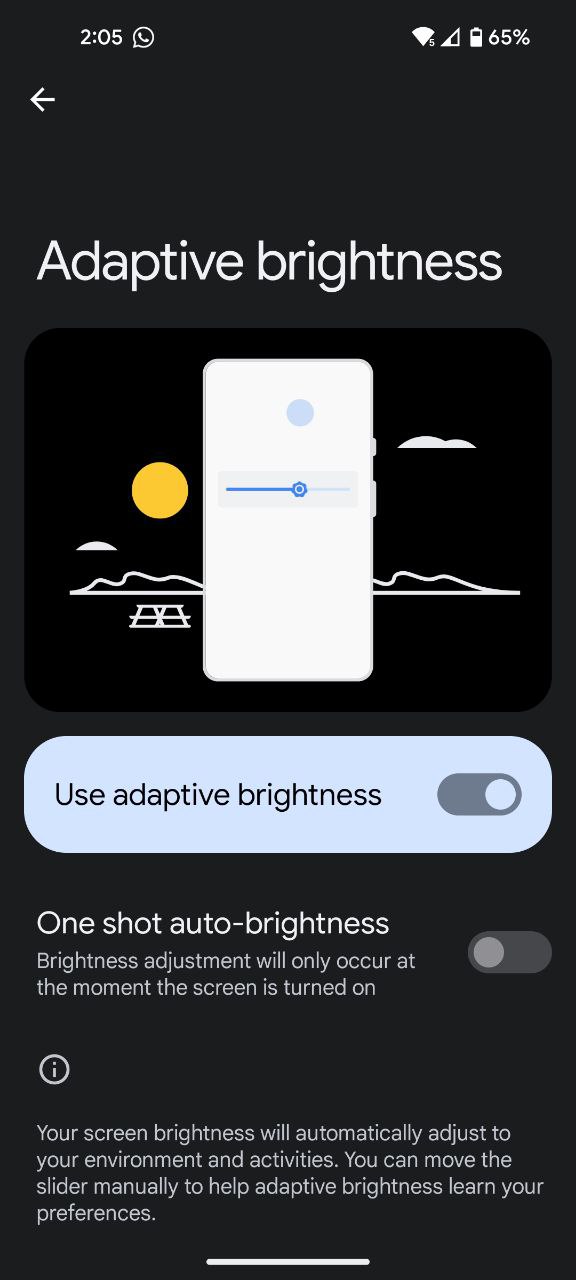 2:05
5
65%
Adaptive brightness
Use adaptive brightness
One shot auto-brightness
Brightness adjustment will only occur at
the moment the screen is turned on
Your screen brightness will automatically adjust to
your environment and activities. You can move the
slider manually to help adaptive brightness learn your
preferences.